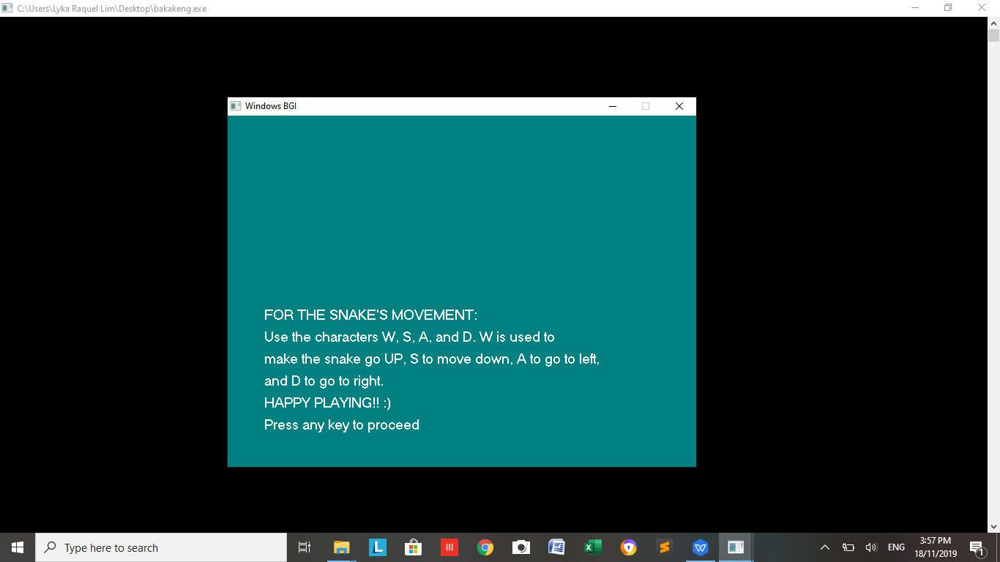 C:\Users\Lyka Raquel Lim\Desktop\bakakeng.exe
Windows BGI
FOR THE SNAKE'S MOVEMENT:
Use the characters W, S, A, and D. W is used to
make the snake go UP, S to move down, A to go to left,
and D to go to right.
HAPPY PLAYING!! :)
Press any key to proceed
Type here to search
ENG
3:57 PM
18/11/2019
1